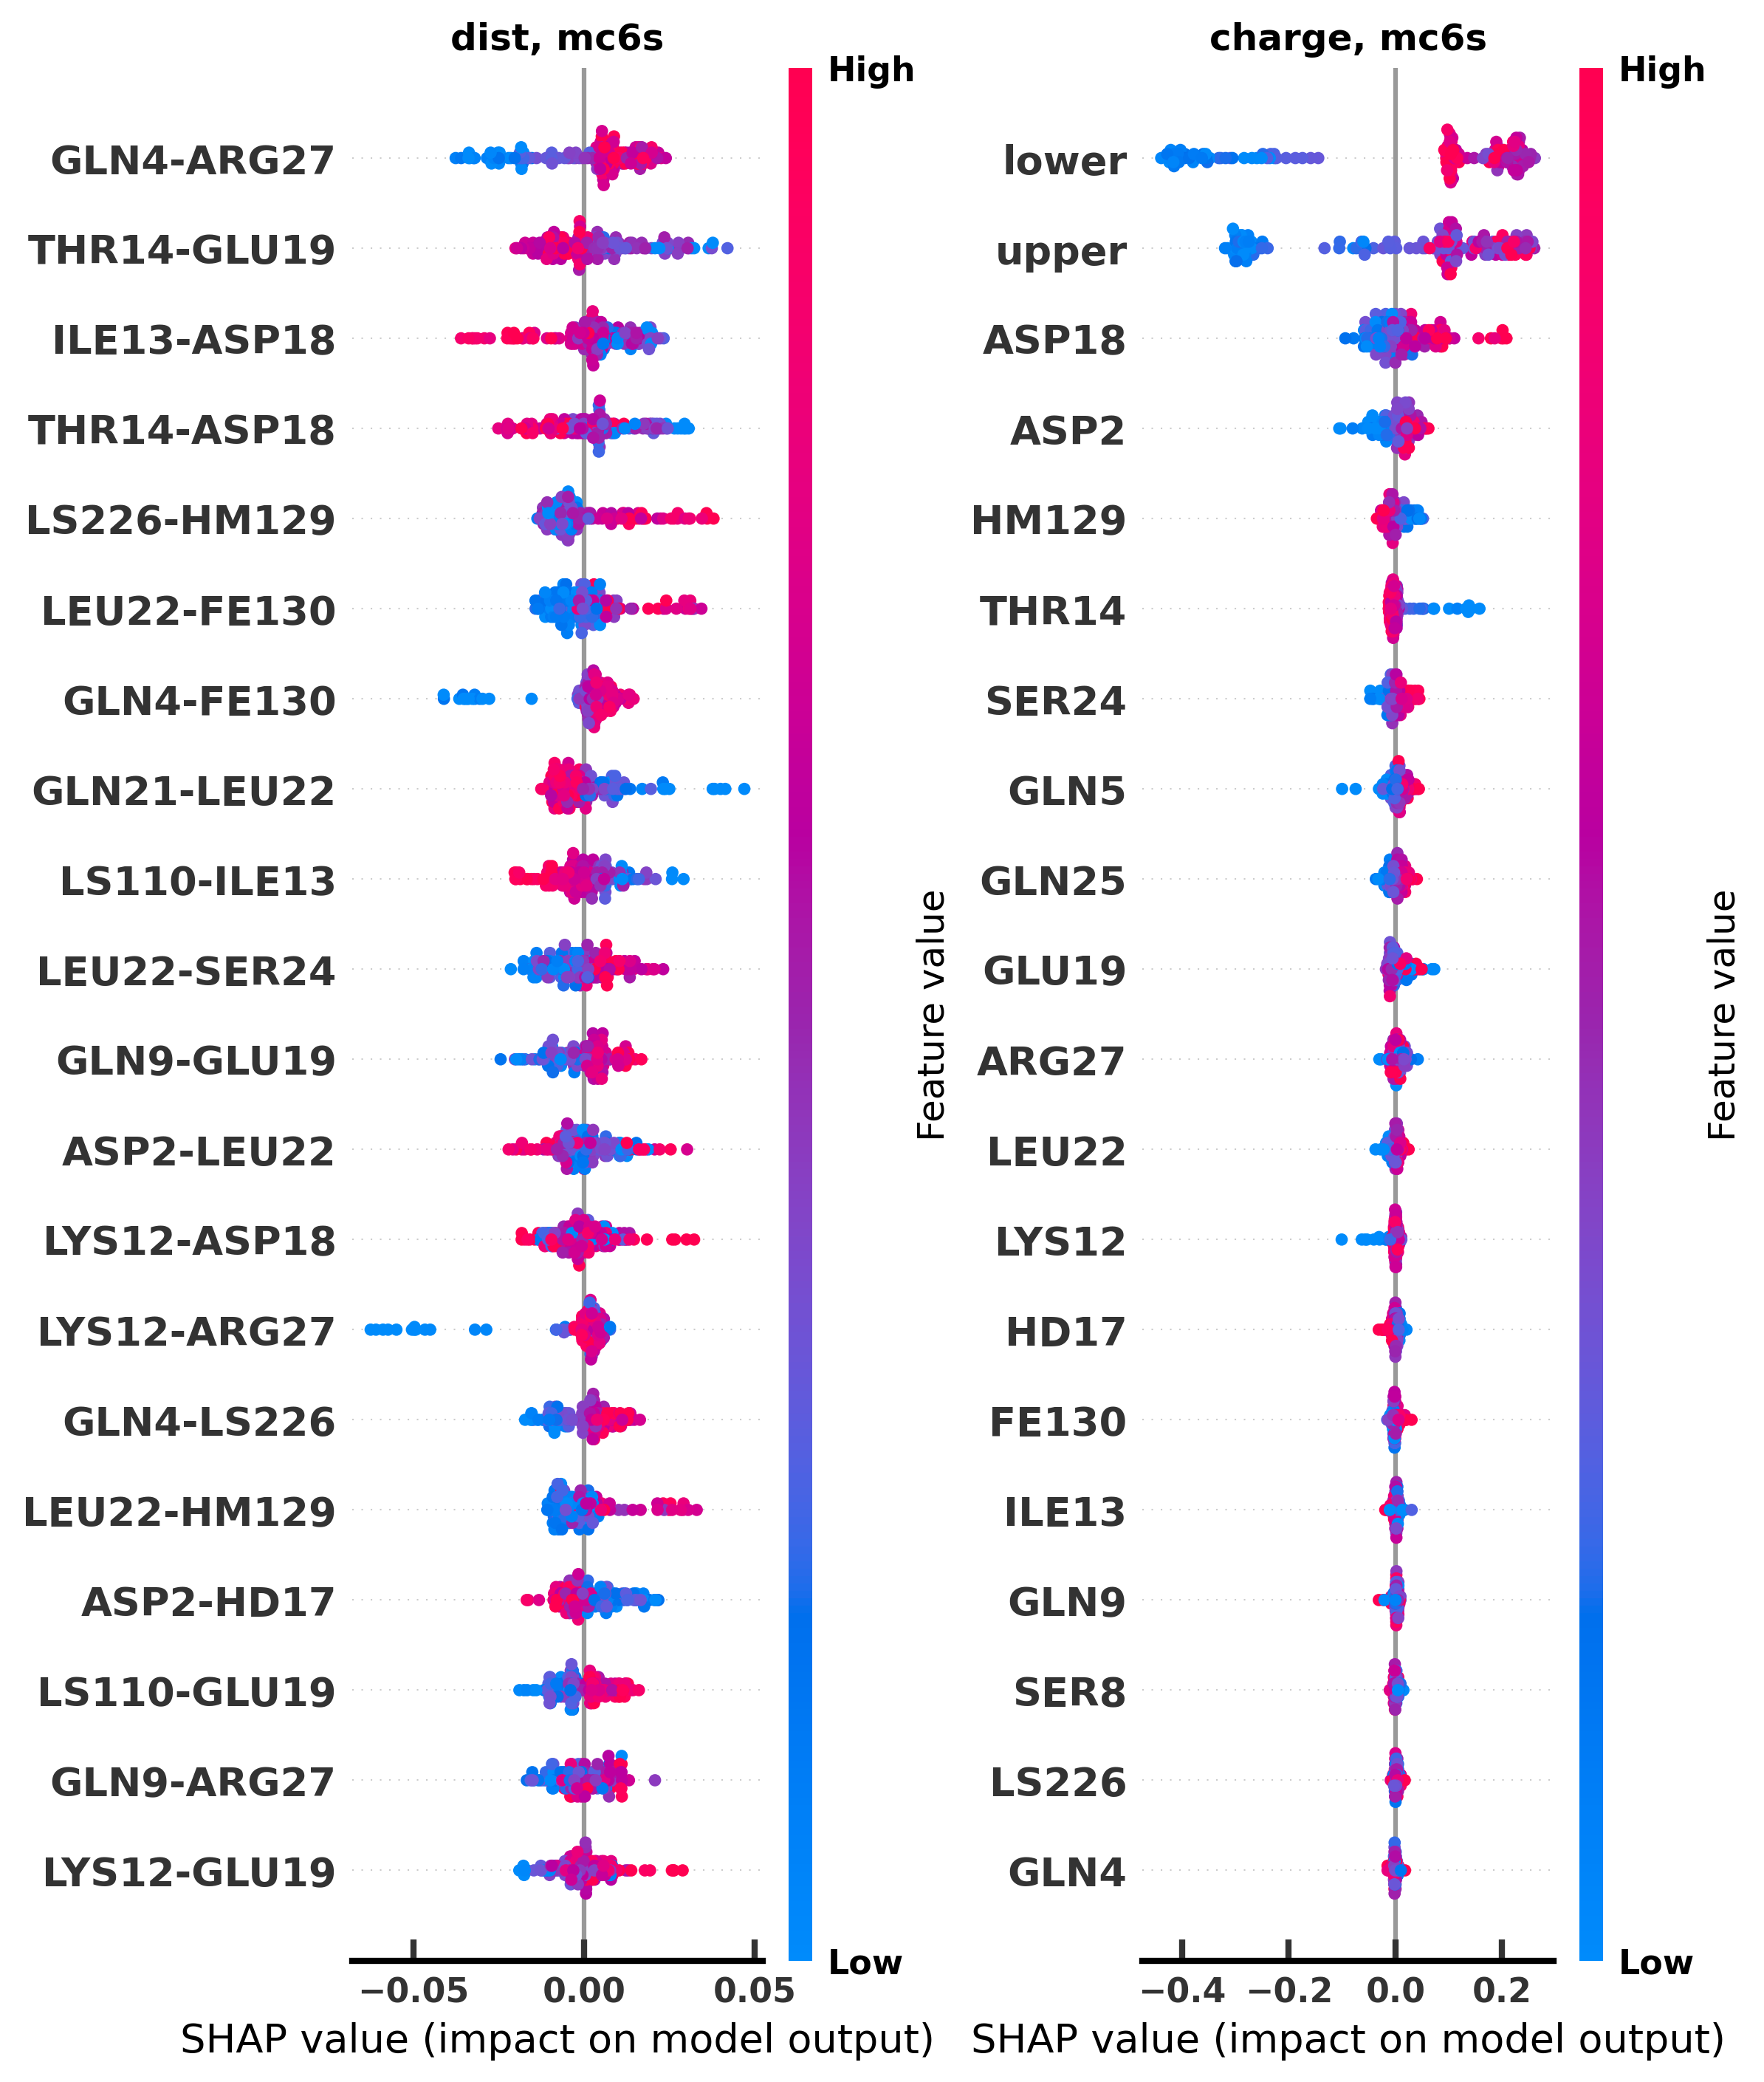 dist, mc6s
High
GLN4-ARG27
THR14-GLU19
ILE13-ASP18
THR14-ASP18
LS226-HM129
LEU22-FE130
GLN4-FE130
GLN21-LEU22
LS110-ILE13
LEU22-SER24
GLN9-GLU19
ASP2-LEU22
LYS12-ASP18
LYS12-ARG27
GLN4-LS226
LEU22-HM129
ASP2-HD17
LS110-GLU19
GLN9-ARG27
LYS12-GLU19
Feature value
Low
−0.05 0.00 0.05
SHAP value (impact on model output)
charge, mc6s
High
lower
upper
ASP18
ASP2
HM129
THR14
SER24
GLN5
GLN25
GLU19
ARG27
LEU22
LYS12
HD17
FE130
ILE13
GLN9
SER8
LS226
GLN4
Feature value
Low
−0.4 −0.2 0.0 0.2
SHAP value (impact on model output)